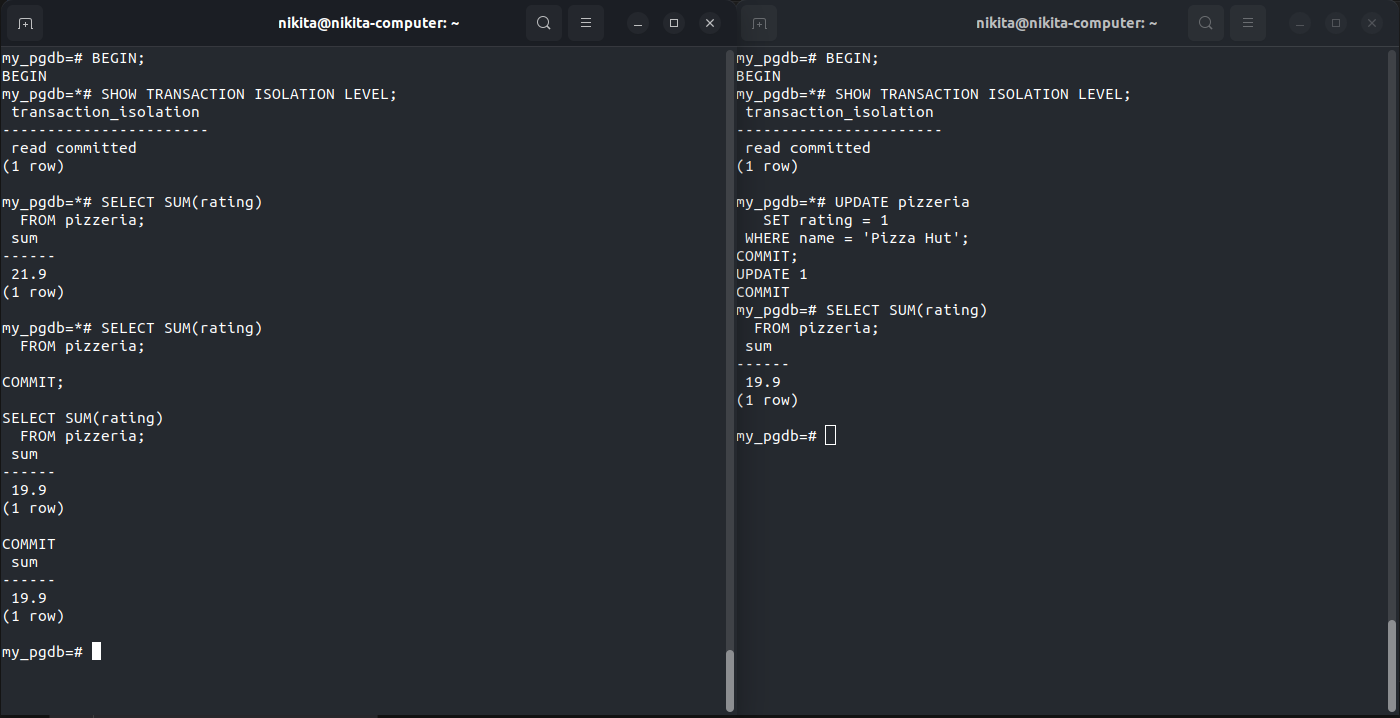 nikita@nikita-computer: ~
my_pgdb=# BEGIN;
BEGIN
my_pgdb=*# SHOW TRANSACTION ISOLATION LEVEL;
 transaction_isolation
-----------------------
 read committed
(1 row)

my_pgdb=*# SELECT SUM(rating)
  FROM pizzeria;
 sum
------
 21.9
(1 row)

my_pgdb=*# SELECT SUM(rating)
  FROM pizzeria;

COMMIT;

SELECT SUM(rating)
  FROM pizzeria;
 sum
------
 19.9
(1 row)

COMMIT
 sum
------
 19.9
(1 row)

my_pgdb=#
nikita@nikita-computer: ~
my_pgdb=# BEGIN;
BEGIN
my_pgdb=*# SHOW TRANSACTION ISOLATION LEVEL;
 transaction_isolation
-----------------------
 read committed
(1 row)

my_pgdb=*# UPDATE pizzeria
   SET rating = 1
 WHERE name = 'Pizza Hut';
COMMIT;
UPDATE 1
COMMIT
my_pgdb=# SELECT SUM(rating)
  FROM pizzeria;
 sum
------
 19.9
(1 row)

my_pgdb=#